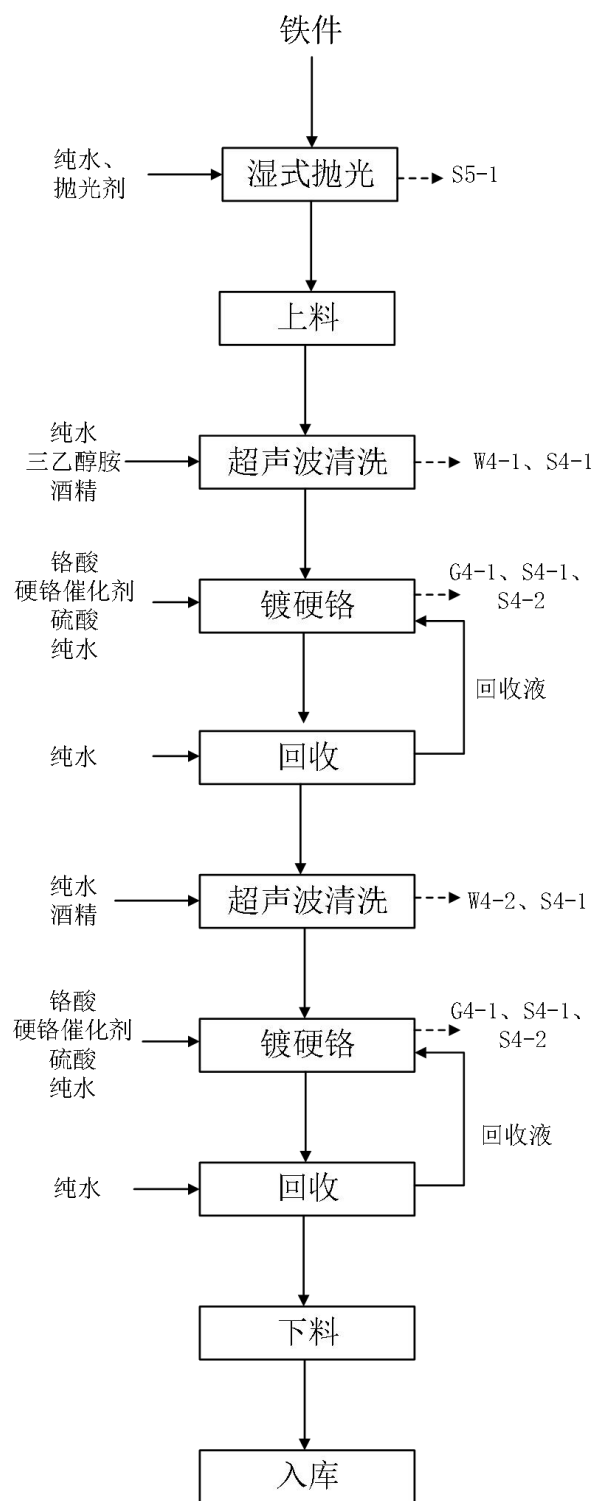 铁件
纯水、
抛光剂
湿式抛光
S5-1
上料
纯水
三乙醇胺
酒精
超声波清洗
W4-1、S4-1
铬酸
硬铬催化剂
硫酸
纯水
镀硬铬
G4-1、S4-1、
S4-2
回收液
纯水
回收
纯水
酒精
超声波清洗
W4-2、S4-1
铬酸
硬铬催化剂
硫酸
纯水
镀硬铬
G4-1、S4-1、
S4-2
回收液
纯水
回收
下料
入库